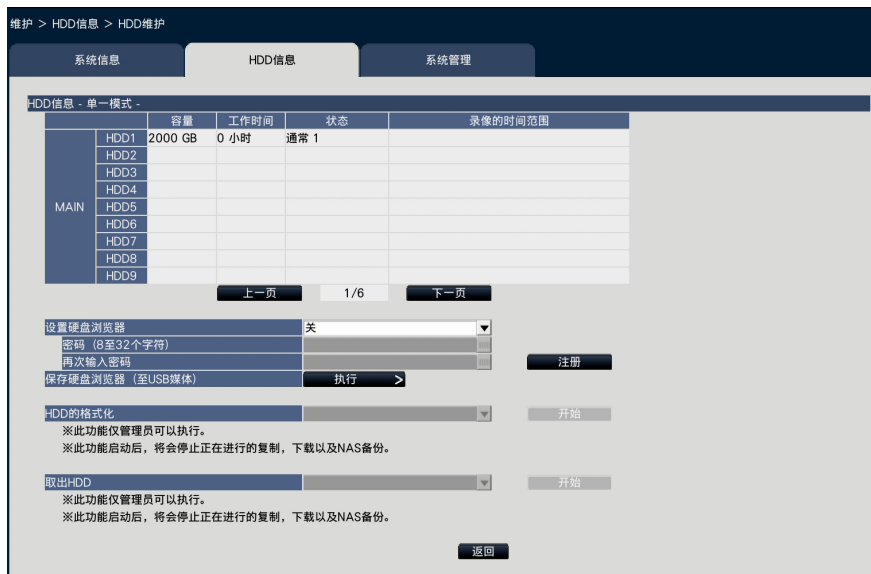 维护 > HDD信息 > HDD维护
系统信息 HDD信息 系统管理
HDD信息 - 单一模式 -
容量 工作时间 状态 录像的时间范围
MAIN
HDD1 2000 GB 0 小时 通常 1
HDD2
HDD3
HDD4
HDD5
HDD6
HDD7
HDD8
HDD9
上一页 1/6 下一页
设置硬盘浏览器 关
密码（8至32个字符）
再次输入密码 注册
保存硬盘浏览器（至USB媒体） 执行 >
HDD的格式化 开始
※此功能仅管理员可以执行。
※此功能启动后，将会停止正在进行的复制，下载以及NAS备份。
取出HDD 开始
※此功能仅管理员可以执行。
※此功能启动后，将会停止正在进行的复制，下载以及NAS备份。
返回